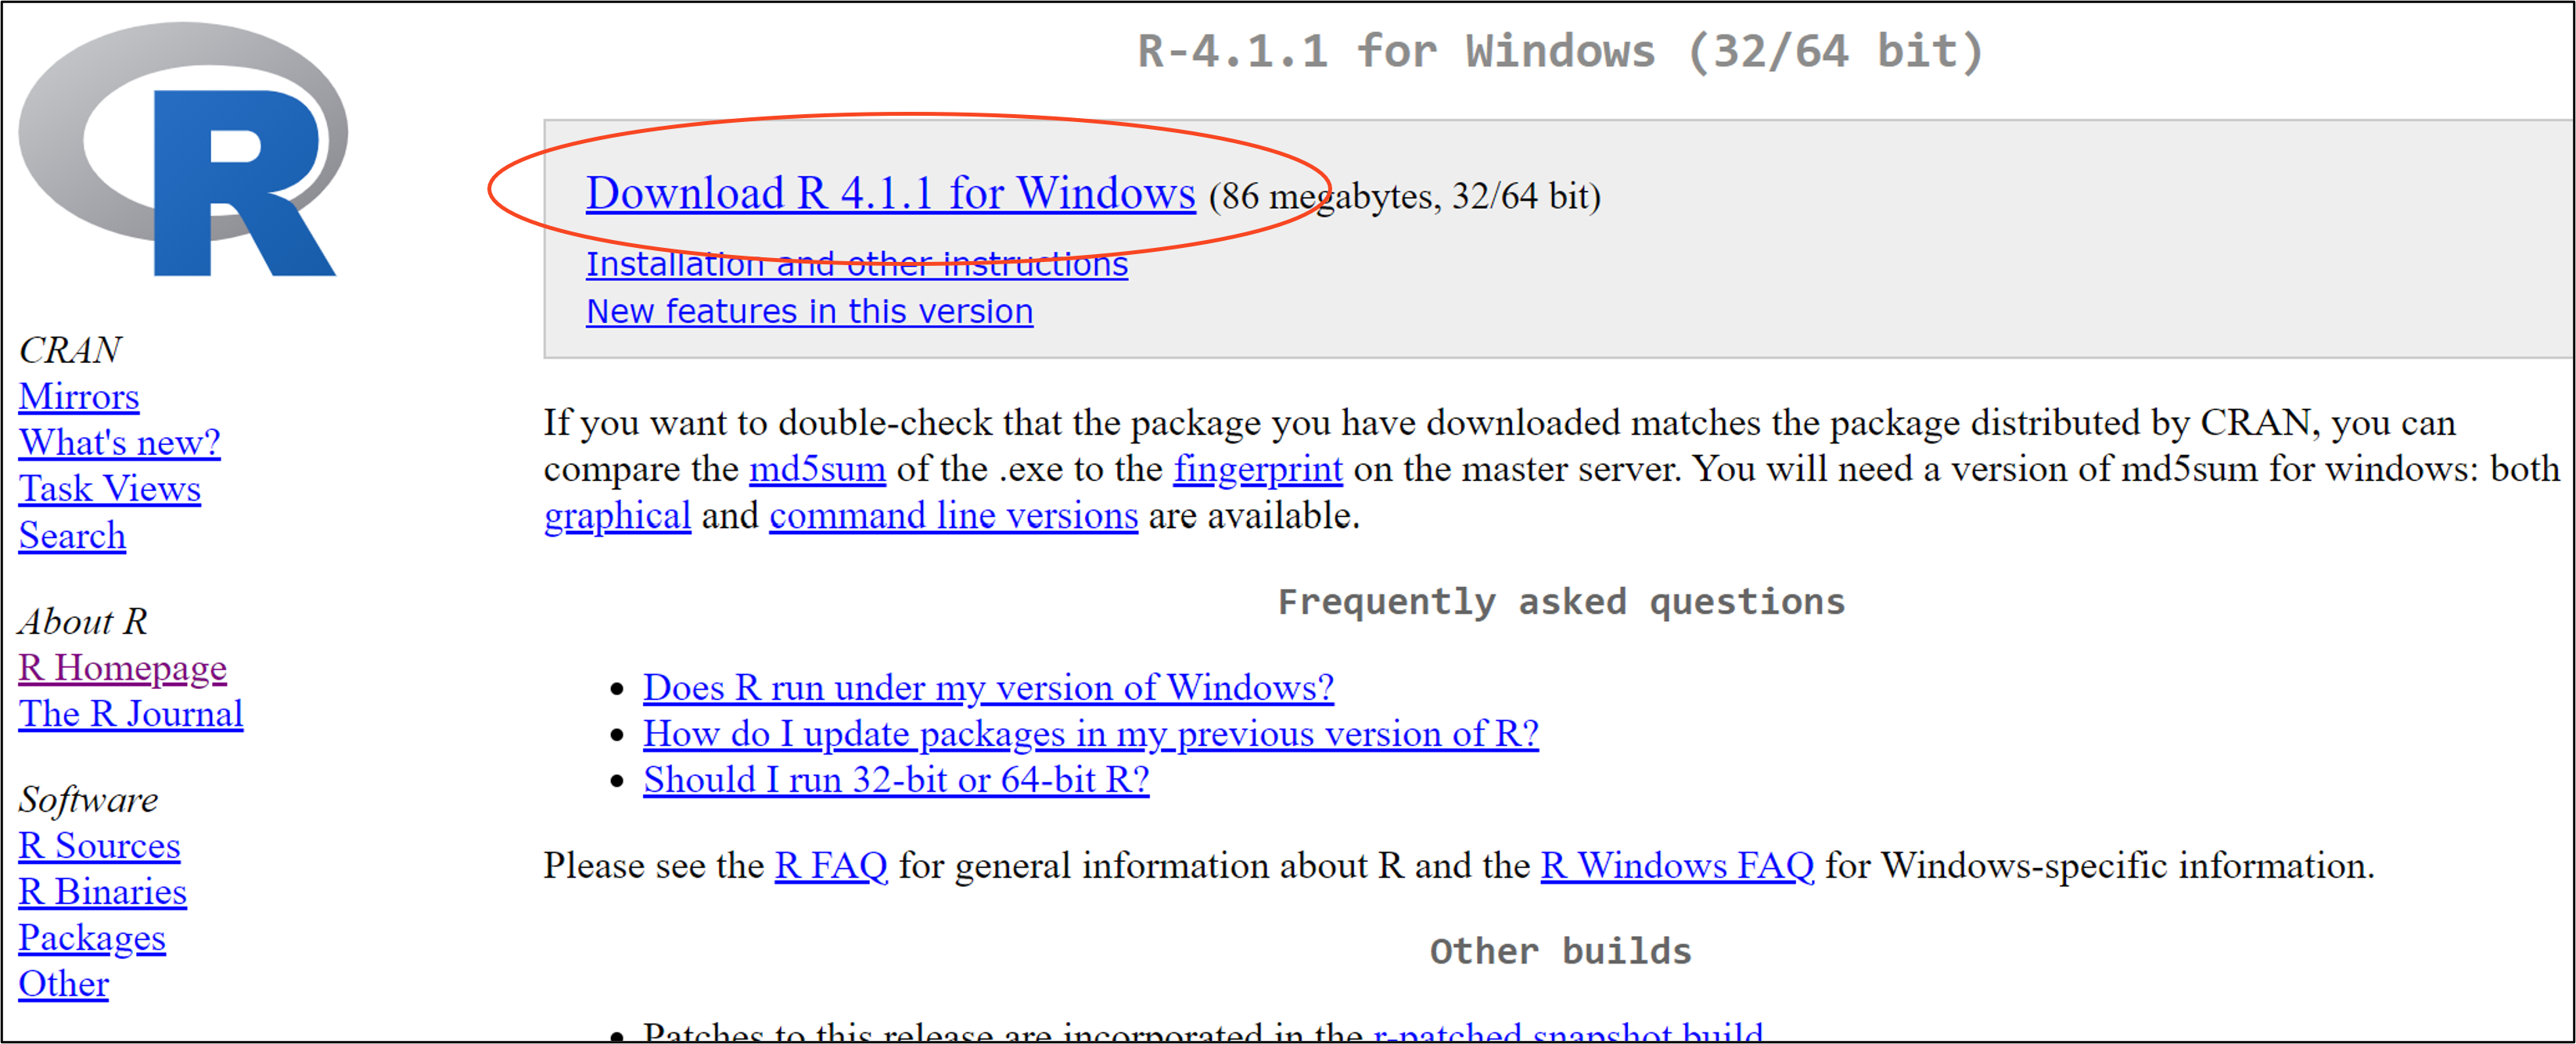 R
R-4.1.1 for Windows (32/64 bit)
Download R 4.1.1 for Windows (86 megabytes, 32/64 bit)
Installation and other instructions
New features in this version
CRAN
Mirrors
What's new?
Task Views
Search
About R
R Homepage
The R Journal
Software
R Sources
R Binaries
Packages
Other
If you want to double-check that the package you have downloaded matches the package distributed by CRAN, you can
compare the md5sum of the .exe to the fingerprint on the master server. You will need a version of md5sum for windows: both
graphical and command line versions are available.
Frequently asked questions
• Does R run under my version of Windows?
• How do I update packages in my previous version of R?
• Should I run 32-bit or 64-bit R?
Please see the R FAQ for general information about R and the R Windows FAQ for Windows-specific information.
Other builds
• Patches to this release are incorporated in the r-patched snapshot build